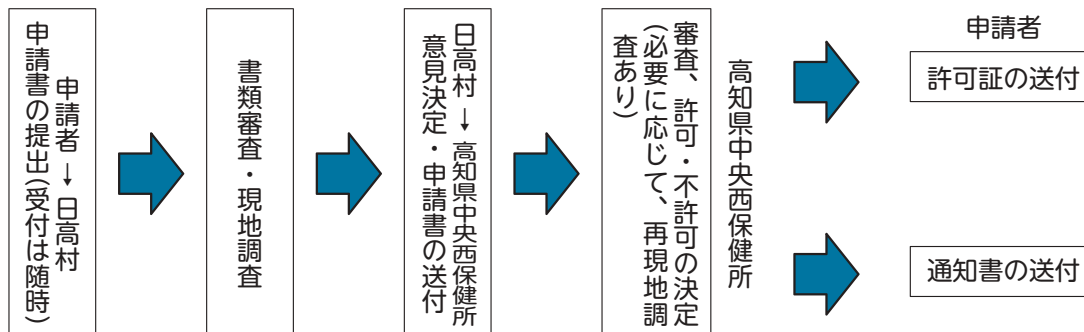 申請者→日高村
申請書の提出(受付は随時)
書類審査・現地調査
日高村→高知県中央西保健所
意見決定・申請書の送付
審査、許可・不許可の決定
(必要に応じて、再現地調
査あり)
高知県中央西保健所
申請者
許可証の送付
通知書の送付